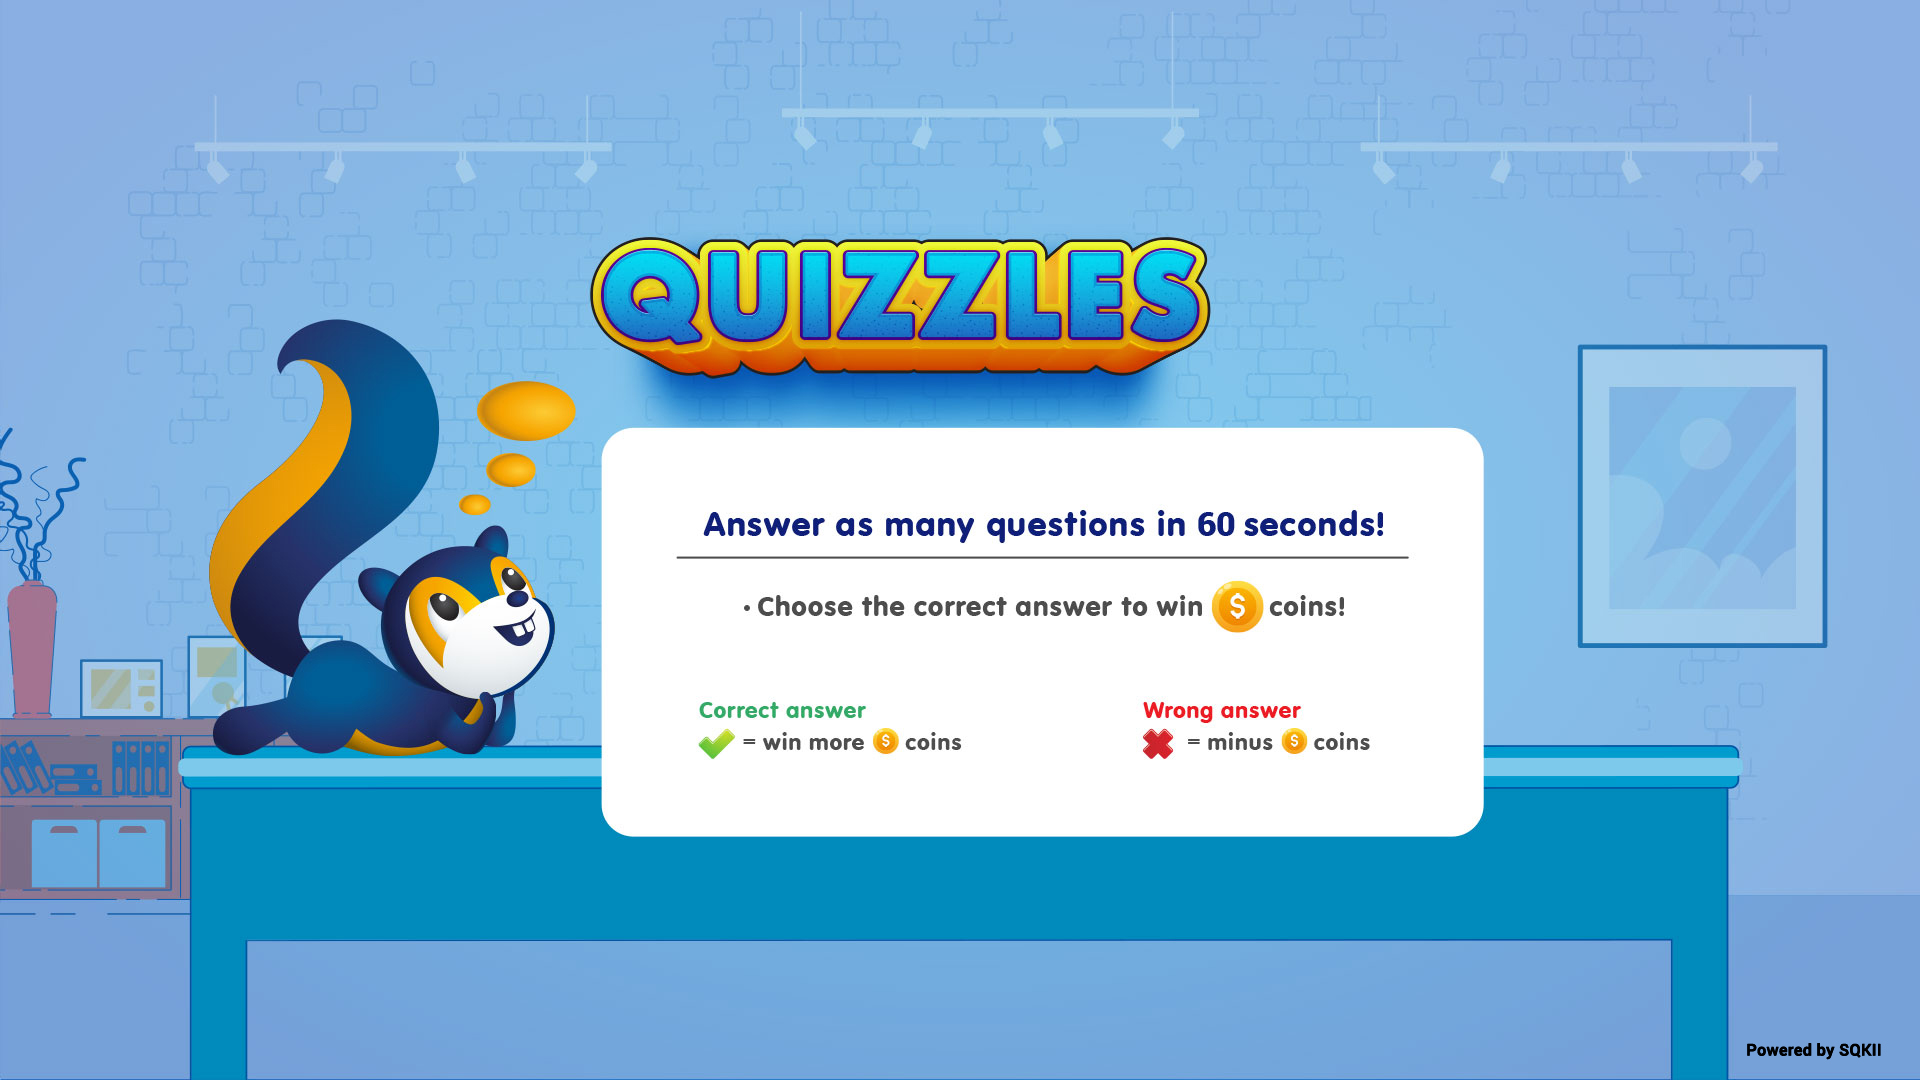 QUIZZLES
Answer as many questions in 60 seconds!
• Choose the correct answer to win $ coins!
Correct answer
= win more $ coins
Wrong answer
= minus $ coins
Powered by SQKII